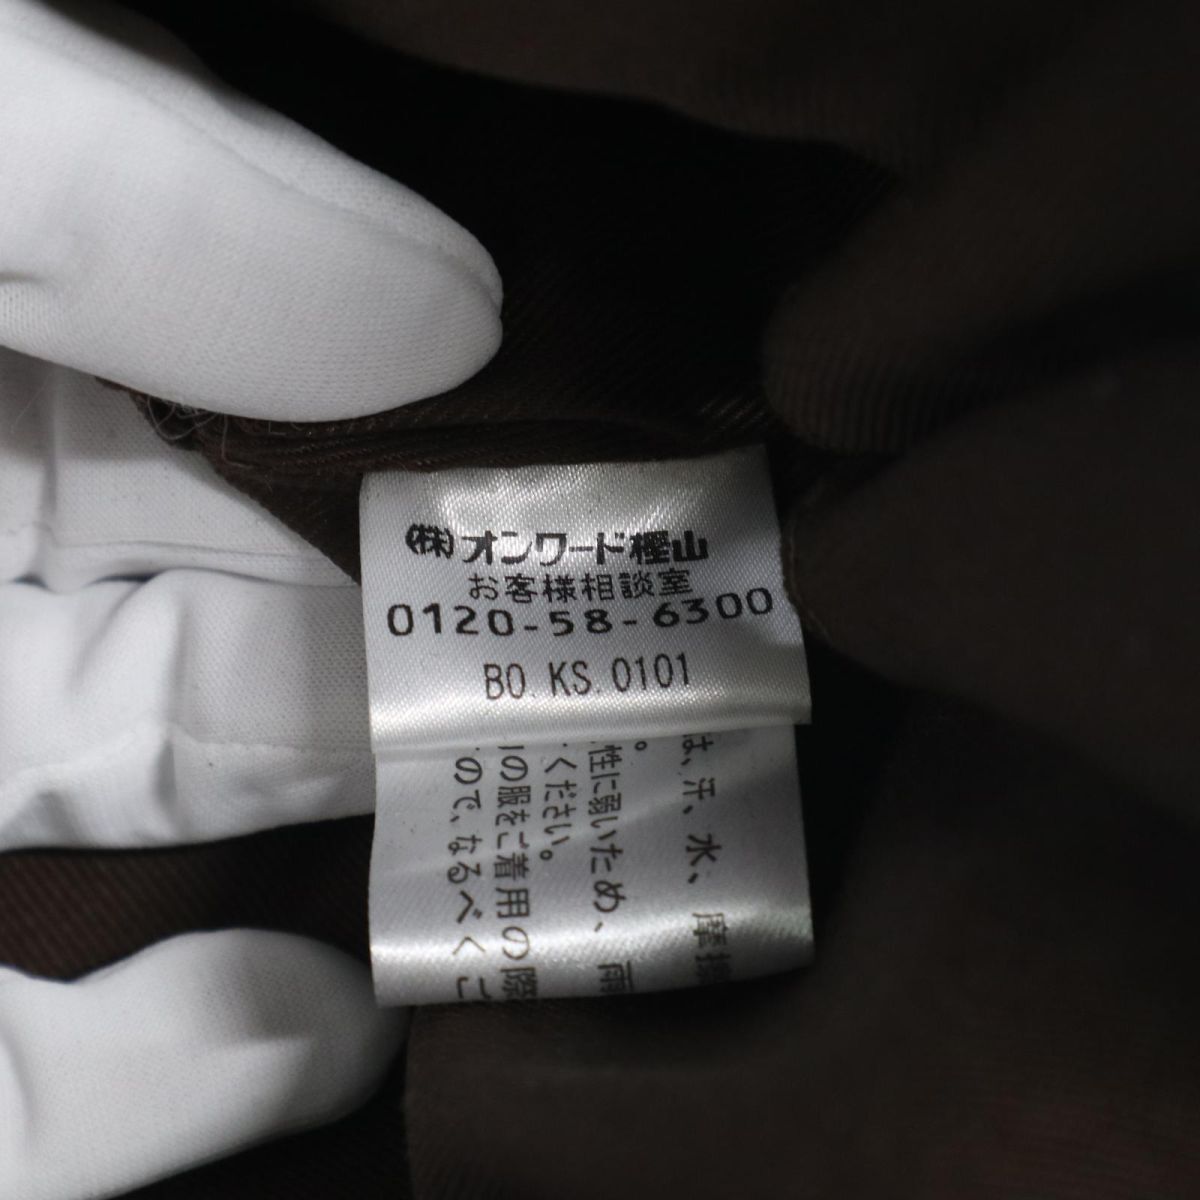 (株)オンワード樫山
お客様相談室
0120-58-6300
B0. KS. 0101
は、汗、水、摩擦
。
性に弱いため、雨
ください。
の服をご着用の際
ので、なるべくご